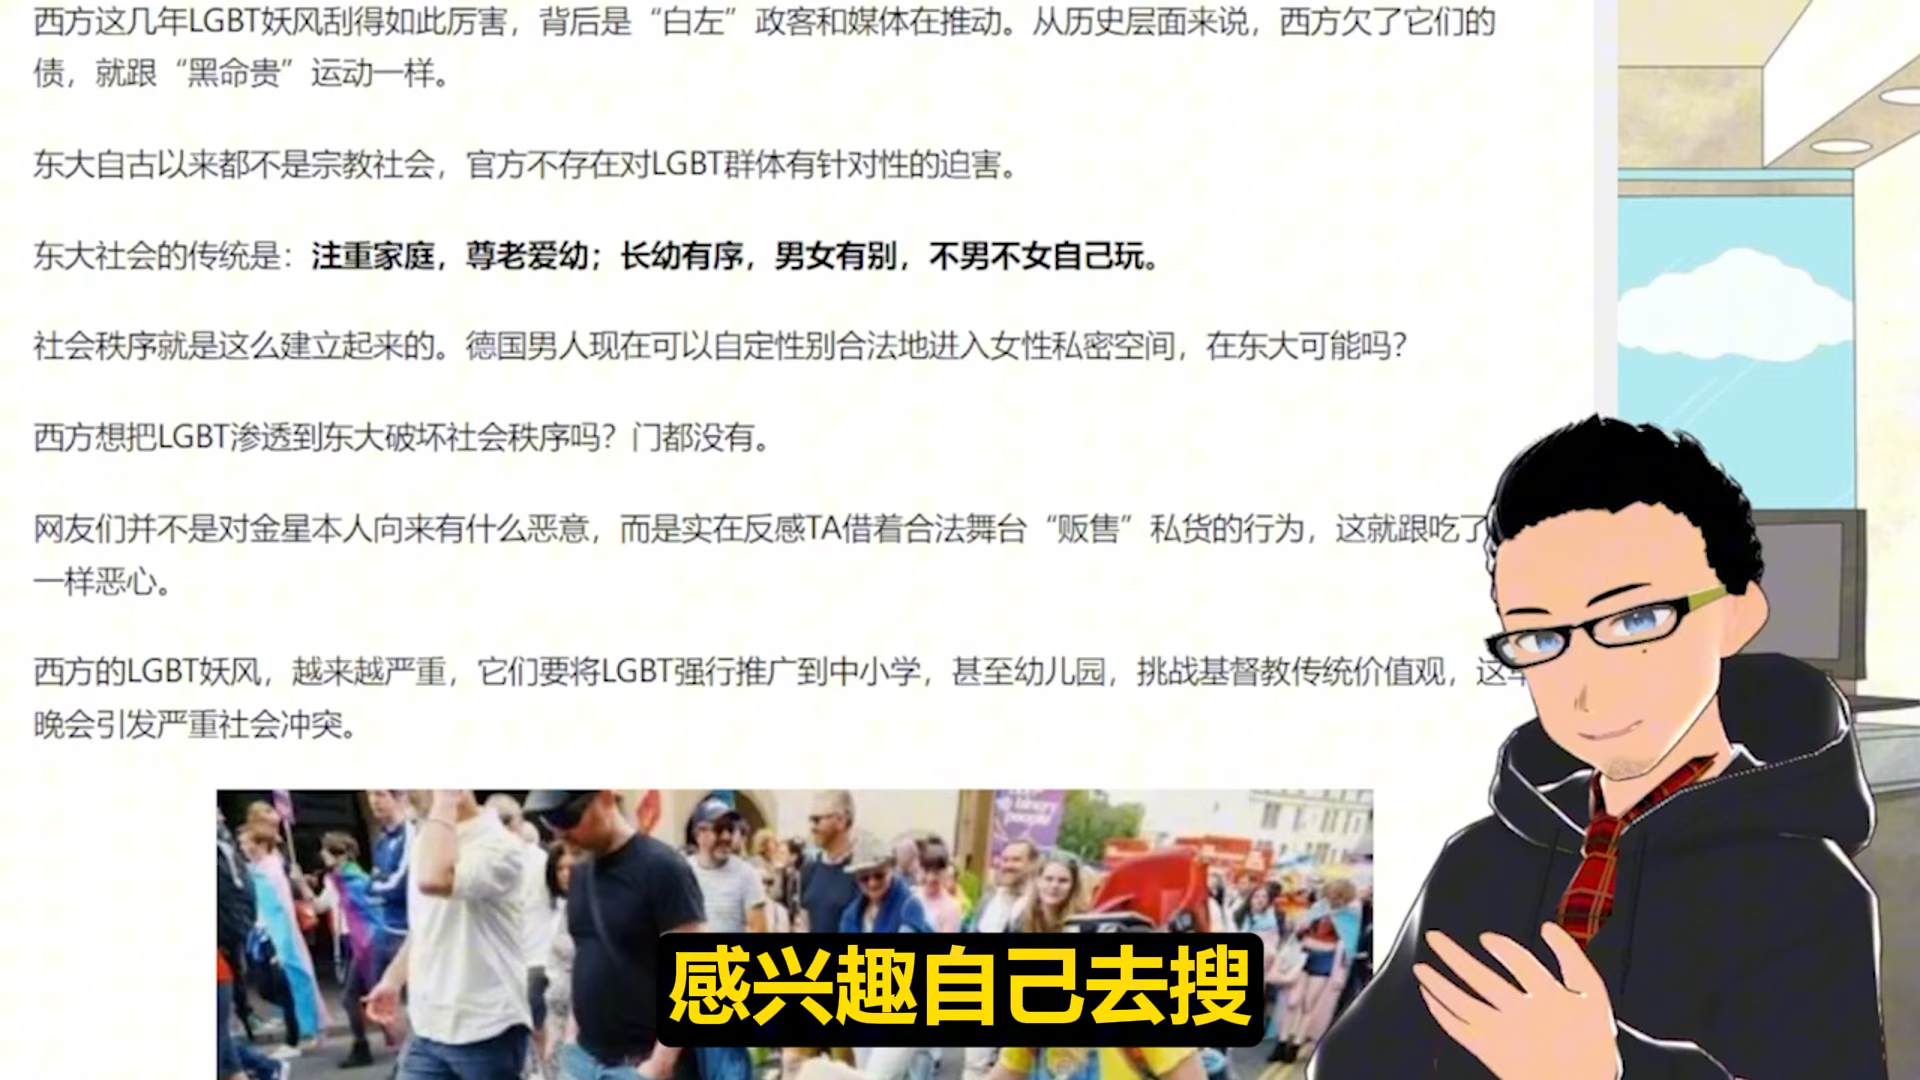 西方这几年LGBT妖风刮得如此厉害，背后是“白左”政客和媒体在推动。从历史层面来说，西方欠了它们的
债，就跟“黑命贵”运动一样。
东大自古以来都不是宗教社会，官方不存在对LGBT群体有针对性的迫害。
东大社会的传统是：注重家庭，尊老爱幼；长幼有序，男女有别，不男不女自己玩。
社会秩序就是这么建立起来的。德国男人现在可以自定性别合法地进入女性私密空间，在东大可能吗？
西方想把LGBT渗透到东大破坏社会秩序吗？门都没有。
网友们并不是对金星本人向来有什么恶意，而是实在反感TA借着合法舞台“贩售”私货的行为，这就跟吃了
一样恶心。
西方的LGBT妖风，越来越严重，它们要将LGBT强行推广到中小学，甚至幼儿园，挑战基督教传统价值观，这
晚会引发严重社会冲突。
binary
people
感兴趣自己去搜